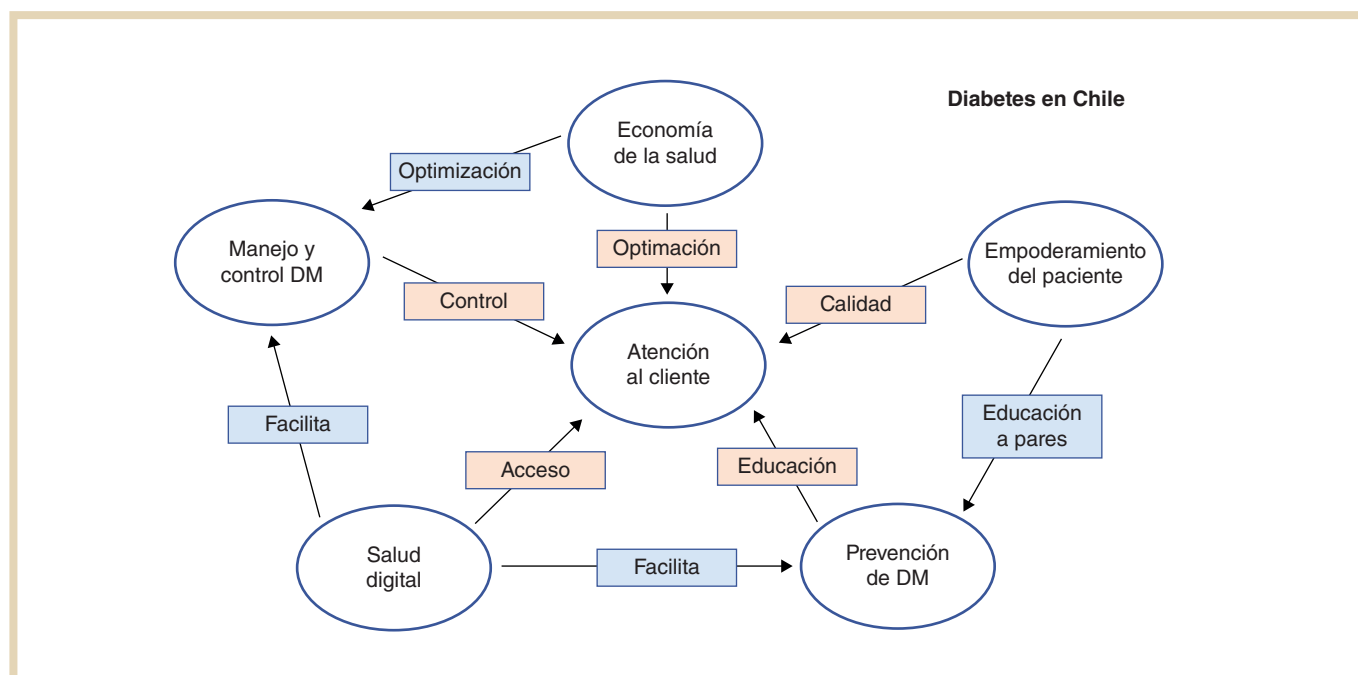 Diabetes en Chile
Economía
de la salud
Optimización
Manejo y
control DM
Optimación
Empoderamiento
del paciente
Control
Calidad
Atención
al cliente
Facilita
Educación
a pares
Acceso
Educación
Salud
digital
Facilita
Prevención
de DM